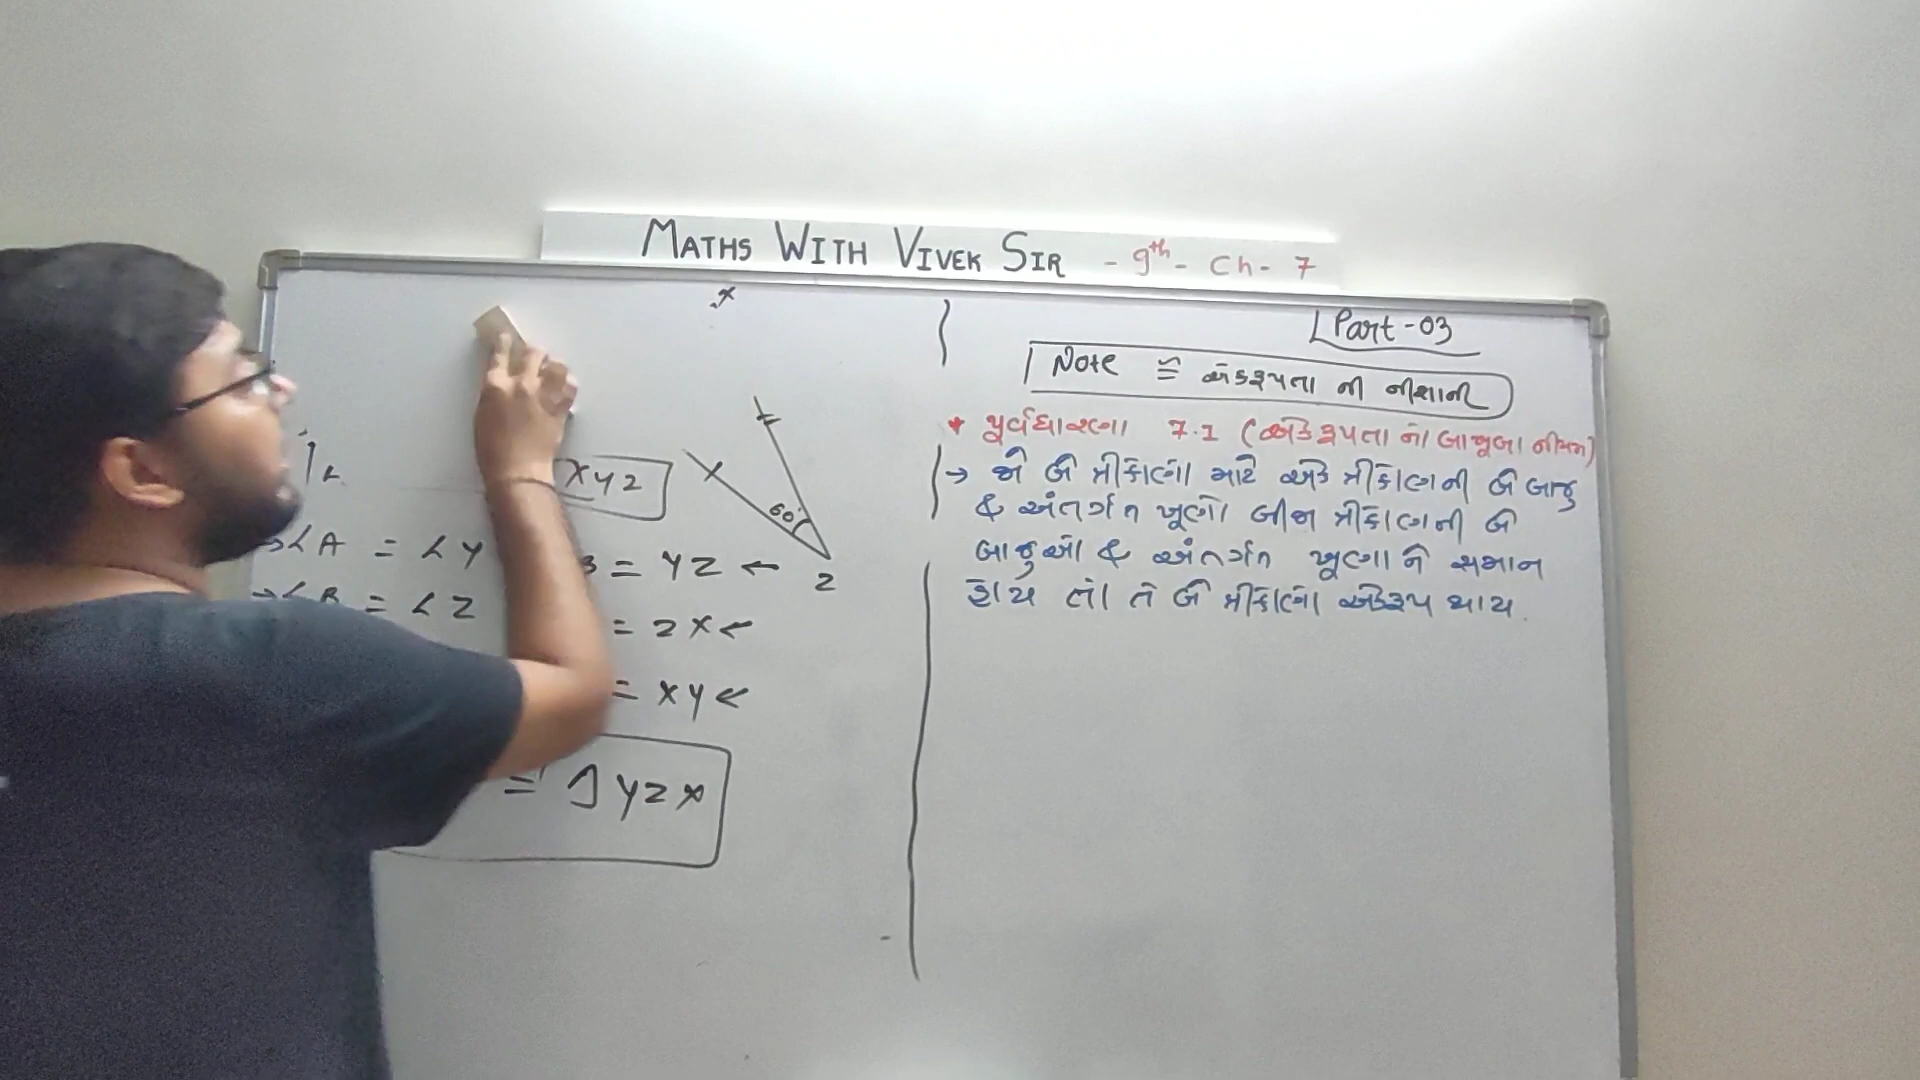 MATHS WITH VIVEK SIR - 9th - Ch - 7
x
XYZ
60°
Z
→∠A = ∠Y
B = YZ ←
→∠B = ∠Z
= ZX ←
= XY ←
= YZX
Part - 03
Note ≅ એકરૂપતા ની નીશાની
* પૂર્વધારણા 7.1 (એકરૂપતા નો બાખૂબા નીયમ)
→ જો બે ત્રીકોણો માટે એક ત્રીકોણની બે બાજુ
& અંતર્ગત ખૂણો બીજા ત્રીકોણની બે
બાજુઓ & અંતર્ગત ખૂણાને સમાન
હોય તો તે બે ત્રીકોણો એકરૂપ થાય.